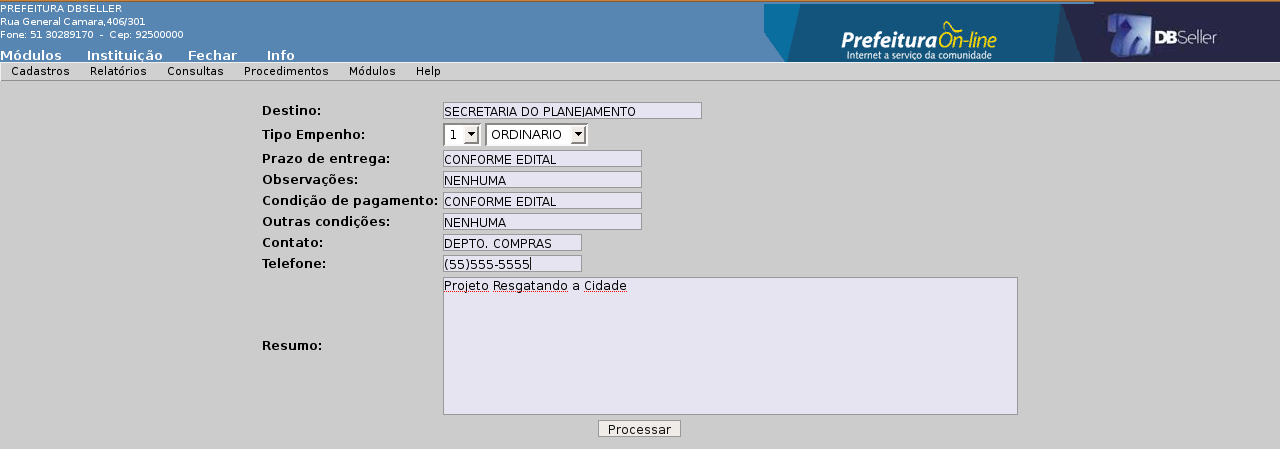 PREFEITURA DBSELLER
Rua General Camara,406/301
Fone: 51 30289170 - Cep: 92500000
Módulos Instituição Fechar Info
Prefeitura On-line
Internet a serviço da comunidade
DBSeller
Cadastros Relatórios Consultas Procedimentos Módulos Help
Destino: SECRETARIA DO PLANEJAMENTO
Tipo Empenho: 1 ORDINARIO
Prazo de entrega: CONFORME EDITAL
Observações: NENHUMA
Condição de pagamento: CONFORME EDITAL
Outras condições: NENHUMA
Contato: DEPTO. COMPRAS
Telefone: (55)555-5555
Resumo: Projeto Resgatando a Cidade
Processar